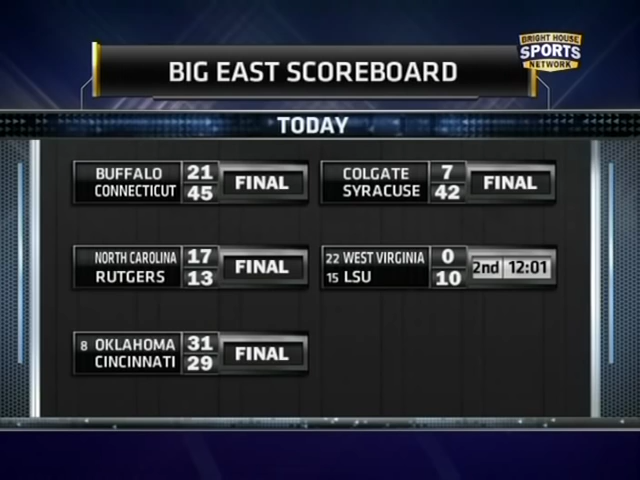 BRIGHT HOUSE
SPORTS
NETWORK
BIG EAST SCOREBOARD
TODAY
BUFFALO 21
CONNECTICUT 45
FINAL
COLGATE 7
SYRACUSE 42
FINAL
NORTH CAROLINA 17
RUTGERS 13
FINAL
22 WEST VIRGINIA 0
15 LSU 10
2nd 12:01
8 OKLAHOMA 31
CINCINNATI 29
FINAL